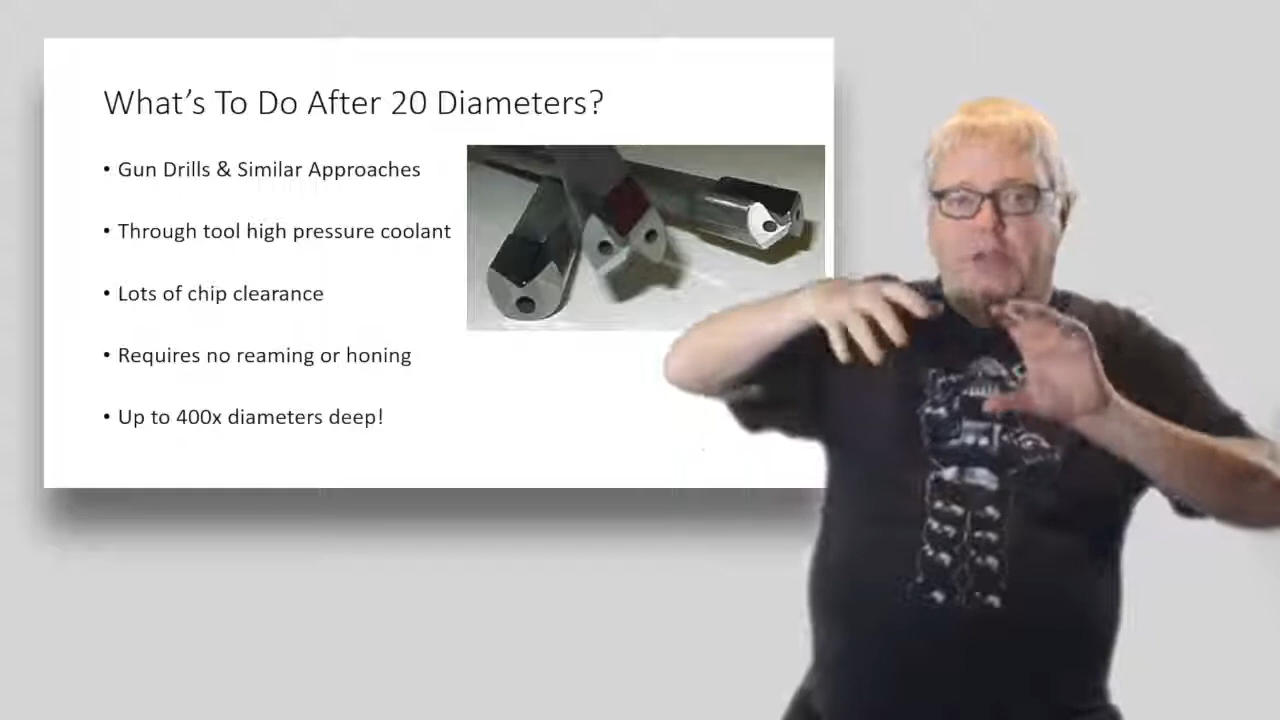 What's To Do After 20 Diameters?
• Gun Drills & Similar Approaches
• Through tool high pressure coolant
• Lots of chip clearance
• Requires no reaming or honing
• Up to 400x diameters deep!